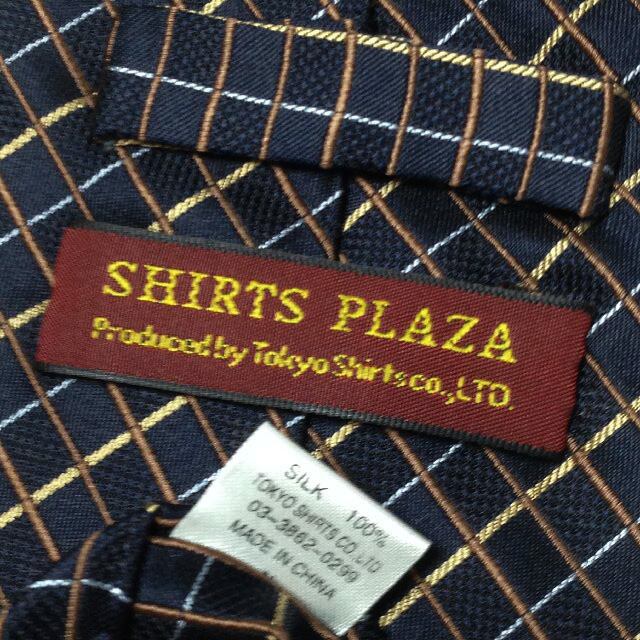 SHIRTS PLAZA
Produced by Tokyo Shirts co.,LTD.
SILK 100%
TOKYO SHIRTS CO.,LTD
03-3862-0299
MADE IN CHINA